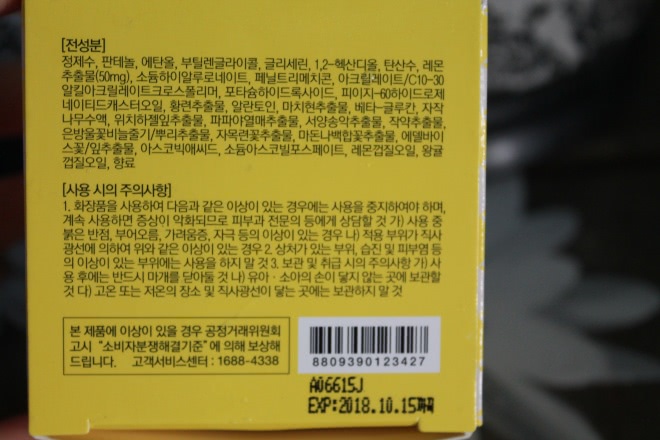 [전성분]
정제수, 판테놀, 에탄올, 부틸렌글라이콜, 글리세린, 1,2-헥산디올, 탄산수, 레몬
추출물(50mg), 소듐하이알루로네이트, 페닐트리메치콘, 아크릴레이트/C10-30
알킬아크릴레이트크로스폴리머, 포타슘하이드록사이드, 피이지-60하이드로제
네이티드캐스터오일, 황련추출물, 알란토인, 마치현추출물, 베타-글루칸, 자작
나무수액, 위치하젤잎추출물, 파파야열매추출물, 서양송악추출물, 작약추출물,
은방울꽃비늘줄기/뿌리추출물, 자목련꽃추출물, 마돈나백합꽃추출물, 에델바이
스꽃/잎추출물, 아스코빅애씨드, 소듐아스코빌포스페이트, 레몬껍질오일, 왕귤
껍질오일, 향료
[사용 시의 주의사항]
1. 화장품을 사용하여 다음과 같은 이상이 있는 경우에는 사용을 중지하여야 하며,
계속 사용하면 증상이 악화되므로 피부과 전문의 등에게 상담할 것 가) 사용 중
붉은 반점, 부어오름, 가려움증, 자극 등의 이상이 있는 경우 나) 적용 부위가 직사
광선에 의하여 위와 같은 이상이 있는 경우 2. 상처가 있는 부위, 습진 및 피부염 등
의 이상이 있는 부위에는 사용을 하지 말 것 3. 보관 및 취급 시의 주의사항 가) 사
용 후에는 반드시 마개를 닫아둘 것 나) 유아·소아의 손이 닿지 않는 곳에 보관할
것 다) 고온 또는 저온의 장소 및 직사광선이 닿는 곳에는 보관하지 말 것
본 제품에 이상이 있을 경우 공정거래위원회
고시 "소비자분쟁해결기준"에 의해 보상해
드립니다. 고객서비스센터 : 1688-4338
8809390123427
A06615J
EXP:2018.10.15까지